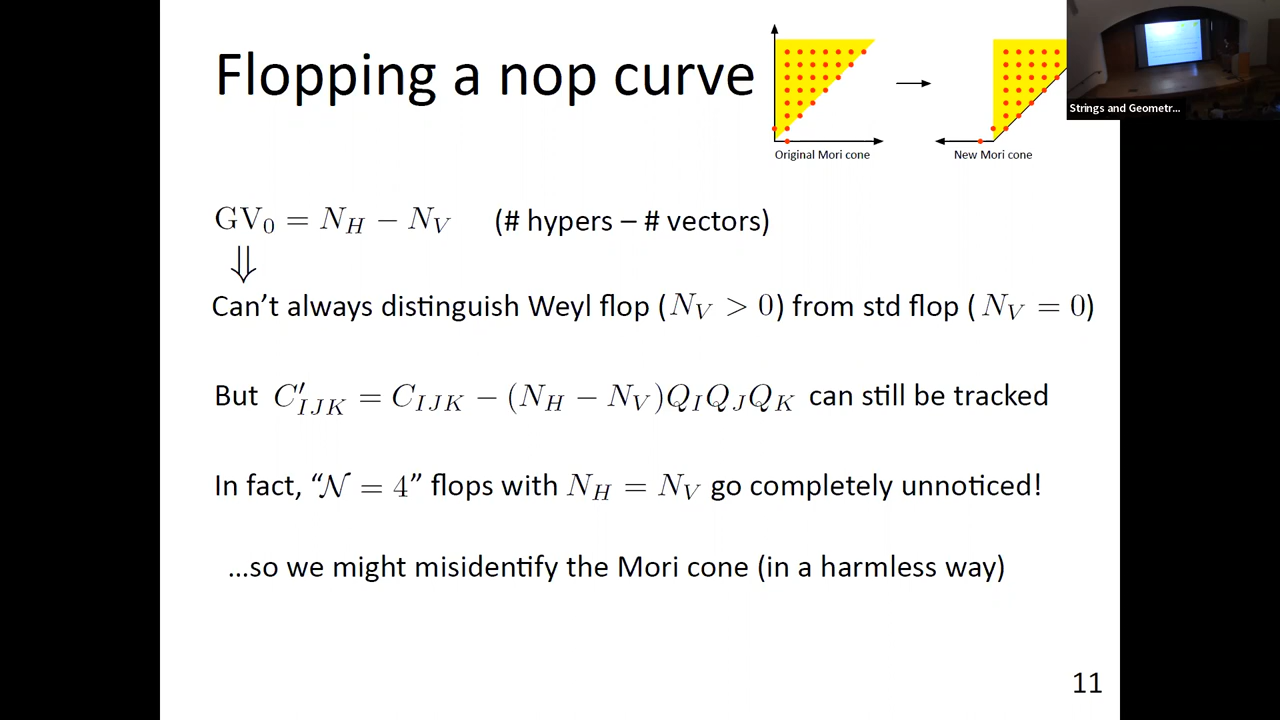 Flopping a nop curve
Original Mori cone
New Mori cone
Strings and Geometr...
GV₀ = N_H − N_V (# hypers – # vectors)
⇓
Can't always distinguish Weyl flop (N_V > 0) from std flop ( N_V = 0)
But C′_{IJK} = C_{IJK} − (N_H − N_V)Q_I Q_J Q_K can still be tracked
In fact, "𝒩 = 4" flops with N_H = N_V go completely unnoticed!
...so we might misidentify the Mori cone (in a harmless way)
11